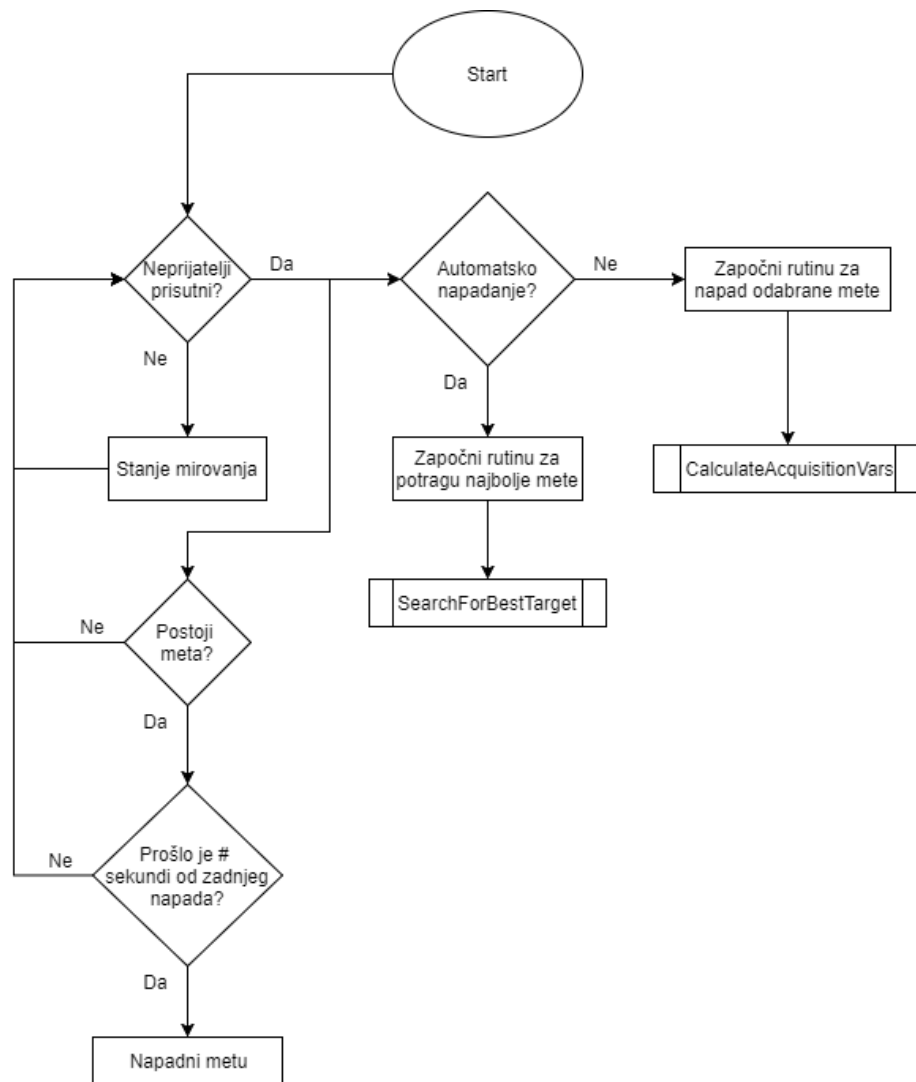 Start
Neprijatelji
prisutni?
Da
Automatsko
napadanje?
Ne
Započni rutinu za
napad odabrane mete
Ne
Da
Stanje mirovanja
Započni rutinu za
potragu najbolje mete
CalculateAcquisitionVars
SearchForBestTarget
Ne
Postoji
meta?
Da
Ne
Prošlo je #
sekundi od zadnjeg
napada?
Da
Napadni metu